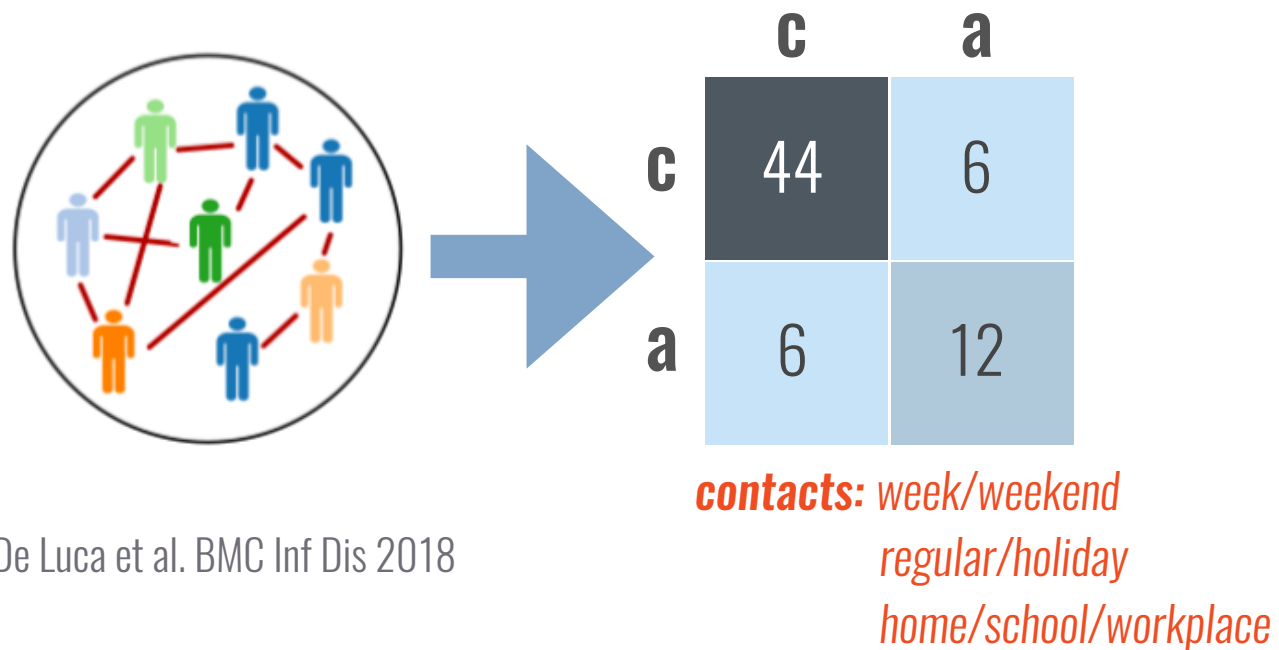 c a
c 44 6
a 6 12
contacts: week/weekend
regular/holiday
home/school/workplace
De Luca et al. BMC Inf Dis 2018